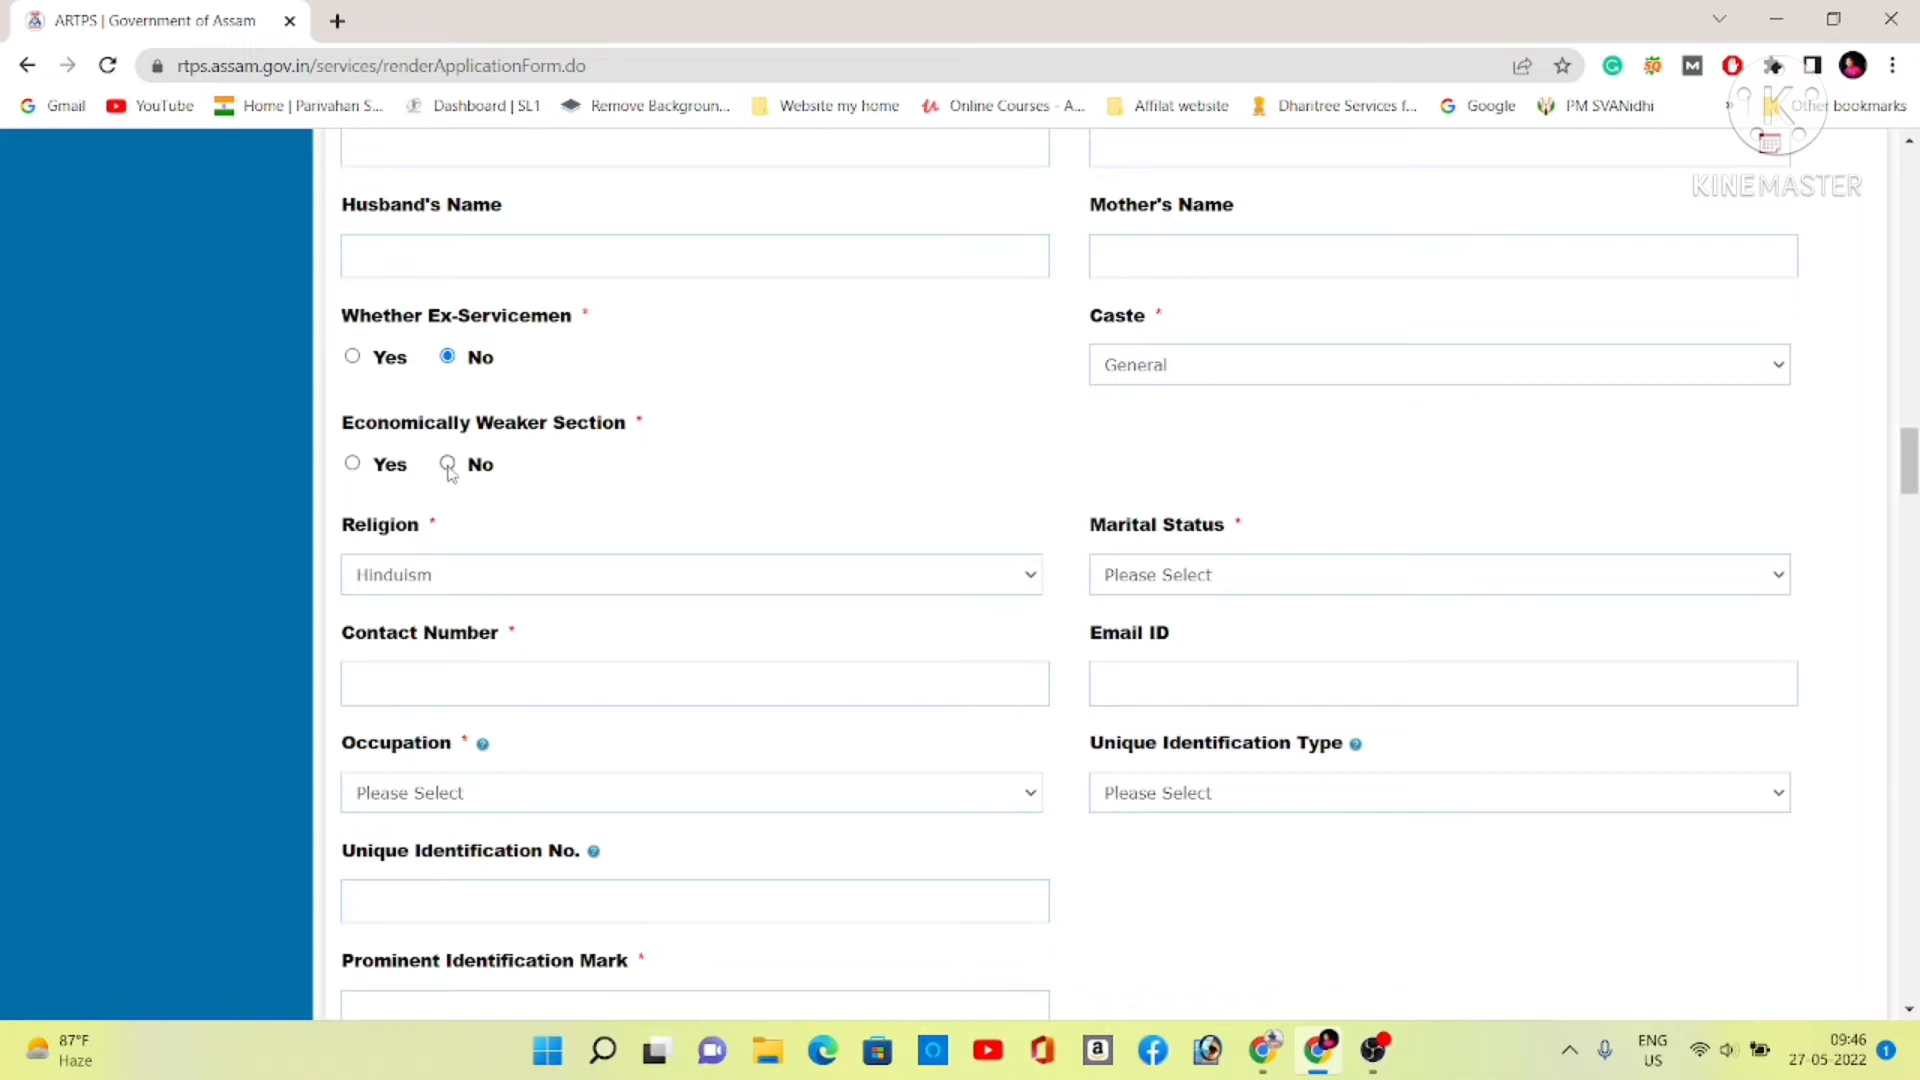 ARTPS | Government of Assam
rtps.assam.gov.in/services/renderApplicationForm.do
Gmail YouTube Home | Parivahan S... Dashboard | SL1 Remove Backgroun... Website my home Online Courses - A... Affilat website Dharitree Services f... Google PM SVANidhi » Other bookmarks
KINEMASTER
Husband's Name Mother's Name
Whether Ex-Servicemen * Caste *
Yes No General
Economically Weaker Section *
Yes No
Religion * Marital Status *
Hinduism Please Select
Contact Number * Email ID
Occupation * Unique Identification Type
Please Select Please Select
Unique Identification No.
Prominent Identification Mark *
87°F
Haze
ENG
US
09:46
27-05-2022
1